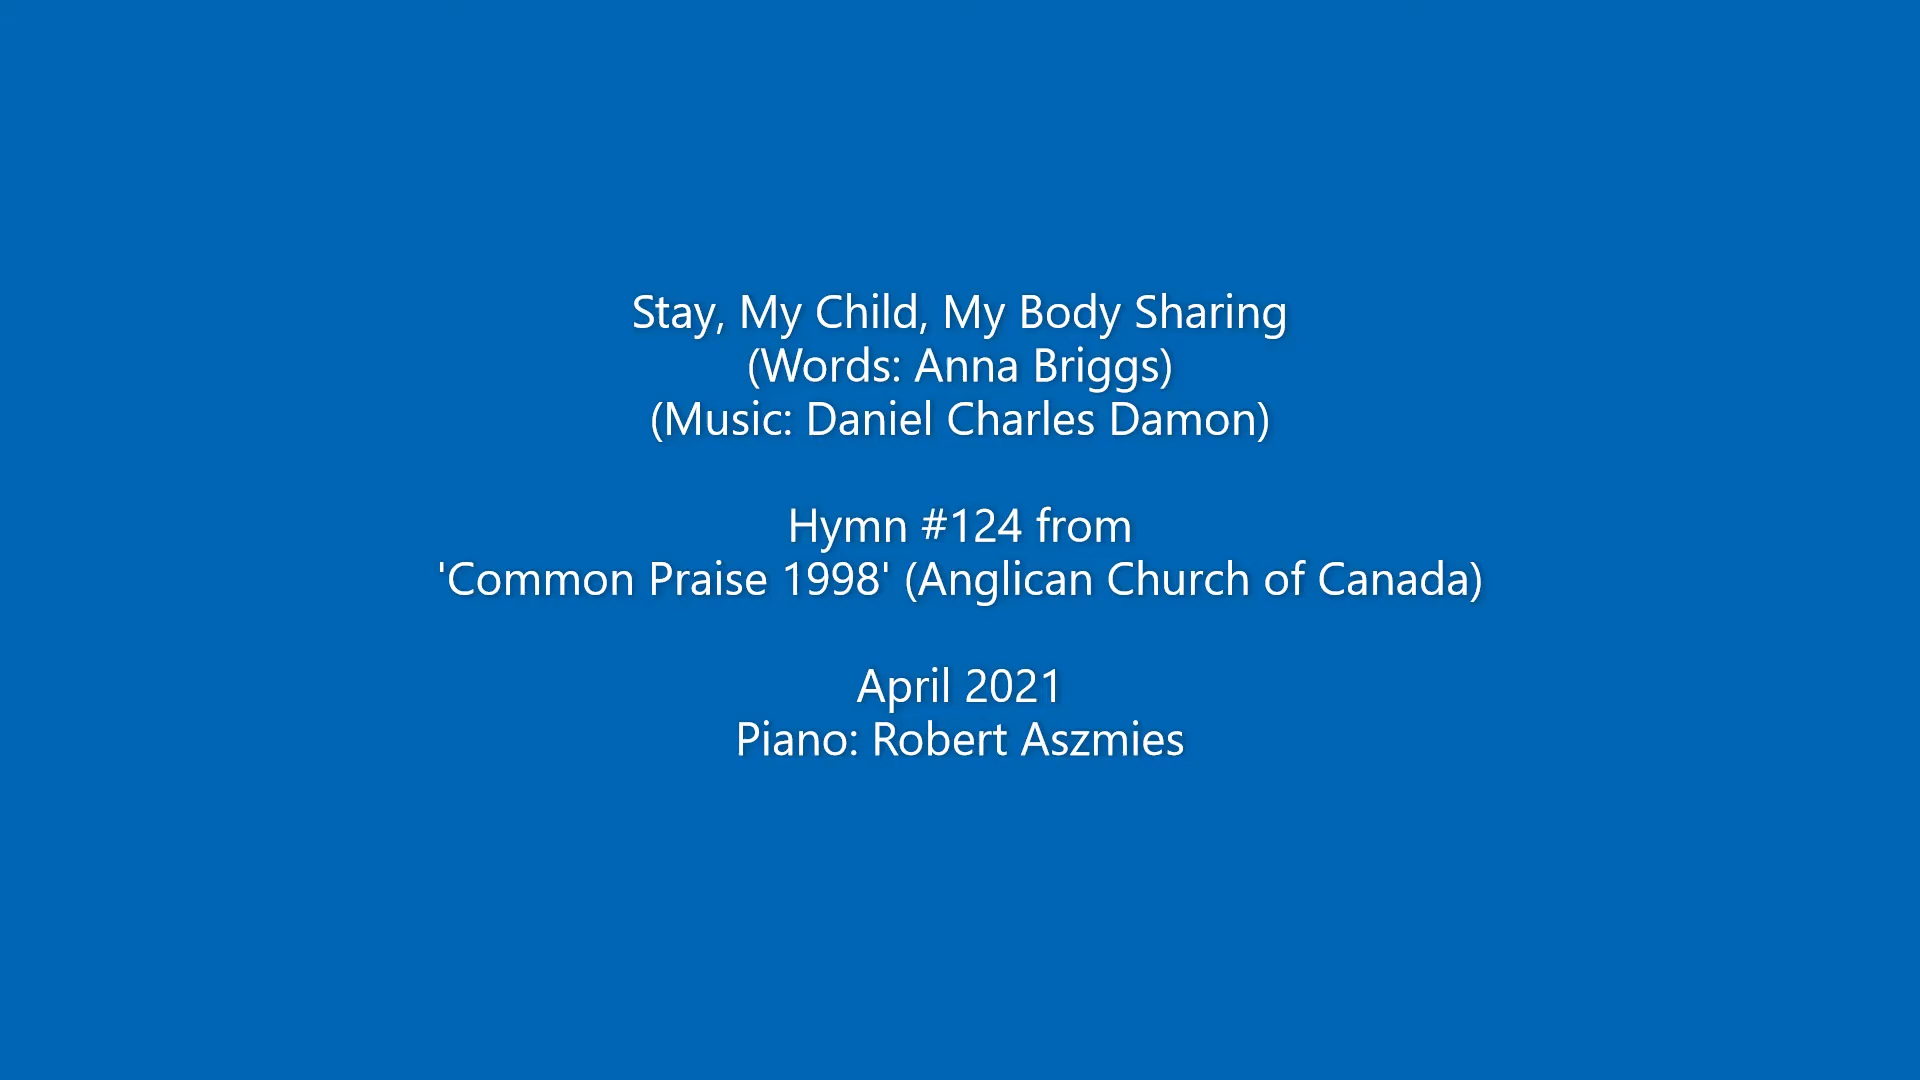 Stay, My Child, My Body Sharing
(Words: Anna Briggs)
(Music: Daniel Charles Damon)
Hymn #124 from
'Common Praise 1998' (Anglican Church of Canada)
April 2021
Piano: Robert Aszmies